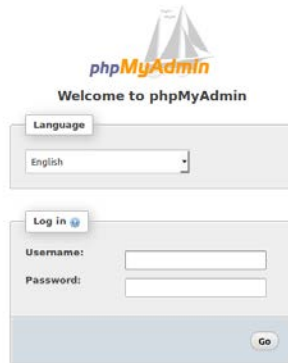 phpMyAdmin
Welcome to phpMyAdmin
Language
English
Log in
Username:
Password:
Go